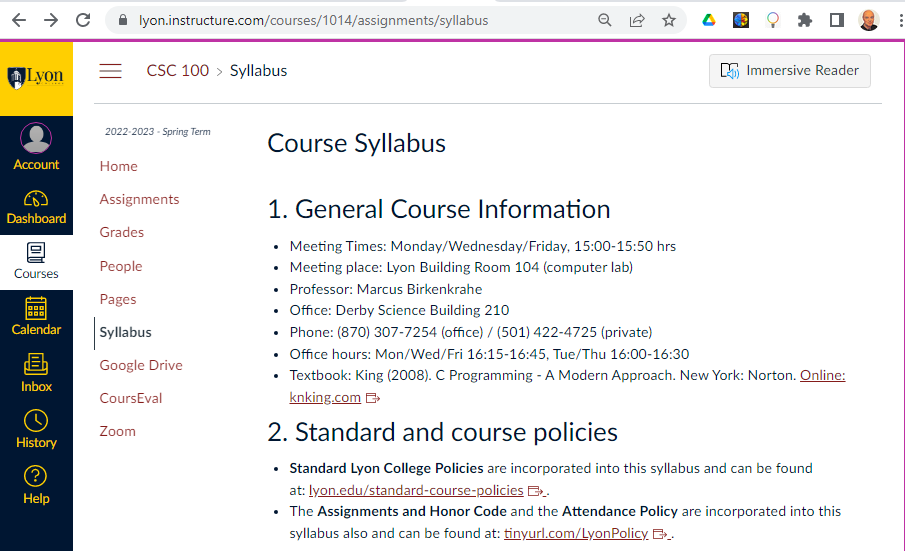 lyon.instructure.com/courses/1014/assignments/syllabus
Lyon
CSC 100 > Syllabus
Immersive Reader
Account
Dashboard
Courses
Calendar
Inbox
History
Help
2022-2023 - Spring Term
Home
Assignments
Grades
People
Pages
Syllabus
Google Drive
CoursEval
Zoom
Course Syllabus
1. General Course Information
• Meeting Times: Monday/Wednesday/Friday, 15:00-15:50 hrs
• Meeting place: Lyon Building Room 104 (computer lab)
• Professor: Marcus Birkenkrahe
• Office: Derby Science Building 210
• Phone: (870) 307-7254 (office) / (501) 422-4725 (private)
• Office hours: Mon/Wed/Fri 16:15-16:45, Tue/Thu 16:00-16:30
• Textbook: King (2008). C Programming - A Modern Approach. New York: Norton. Online:
knking.com
2. Standard and course policies
• Standard Lyon College Policies are incorporated into this syllabus and can be found
at: lyon.edu/standard-course-policies .
• The Assignments and Honor Code and the Attendance Policy are incorporated into this
syllabus also and can be found at: tinyurl.com/LyonPolicy .